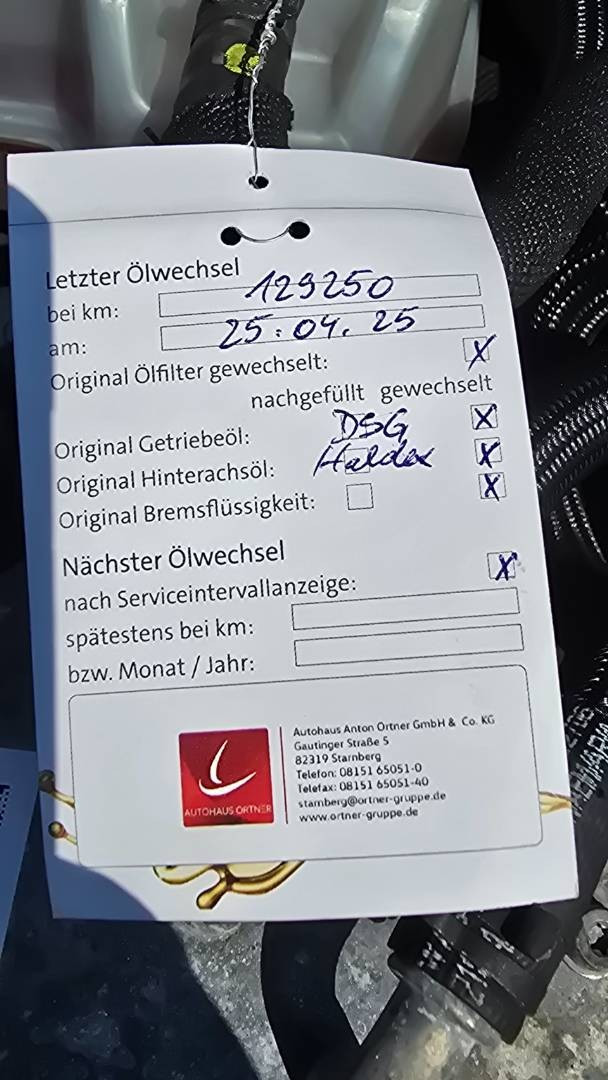 Letzter Ölwechsel
bei km: 129250
am: 25.04.25
Original Ölfilter gewechselt: X
nachgefüllt gewechselt
Original Getriebeöl: DSG X
Original Hinterachsöl: Haldex X
Original Bremsflüssigkeit: X
Nächster Ölwechsel
nach Serviceintervallanzeige: X
spätestens bei km:
bzw. Monat / Jahr:
AUTOHAUS ORTNER
Autohaus Anton Ortner GmbH & Co. KG
Gautinger Straße 5
82319 Starnberg
Telefon: 08151 65051-0
Telefax: 08151 65051-40
starnberg@ortner-gruppe.de
www.ortner-gruppe.de